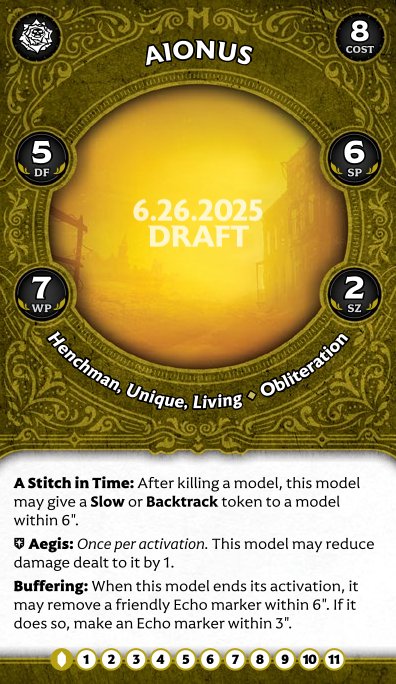 AIONUS
8
COST
5
DF
6
SP
6.26.2025
DRAFT
7
WP
2
SZ
Henchman, Unique, Living ◆ Obliteration
A Stitch in Time: After killing a model, this model
may give a Slow or Backtrack token to a model
within 6".
Aegis: Once per activation. This model may reduce
damage dealt to it by 1.
Buffering: When this model ends its activation, it
may remove a friendly Echo marker within 6". If it
does so, make an Echo marker within 3".
1 2 3 4 5 6 7 8 9 10 11